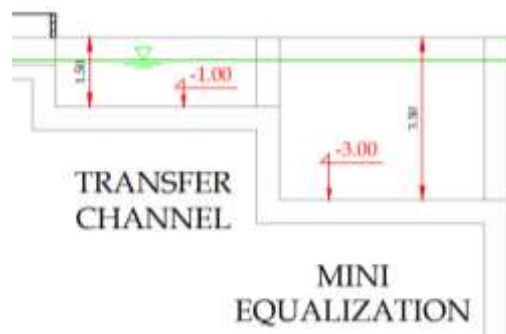 1.50
-1.00
3.50
-3.00
TRANSFER
CHANNEL
MINI
EQUALIZATION